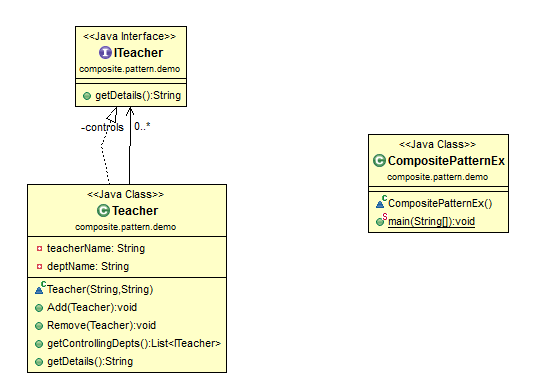 <<Java Interface>>
I ITeacher
composite.pattern.demo
getDetails():String
-controls 0..*
<<Java Class>>
C Teacher
composite.pattern.demo
teacherName: String
deptName: String
C Teacher(String,String)
Add(Teacher):void
Remove(Teacher):void
getControllingDepts():List<ITeacher>
getDetails():String
<<Java Class>>
C CompositePatternEx
composite.pattern.demo
C CompositePatternEx()
S main(String[]):void